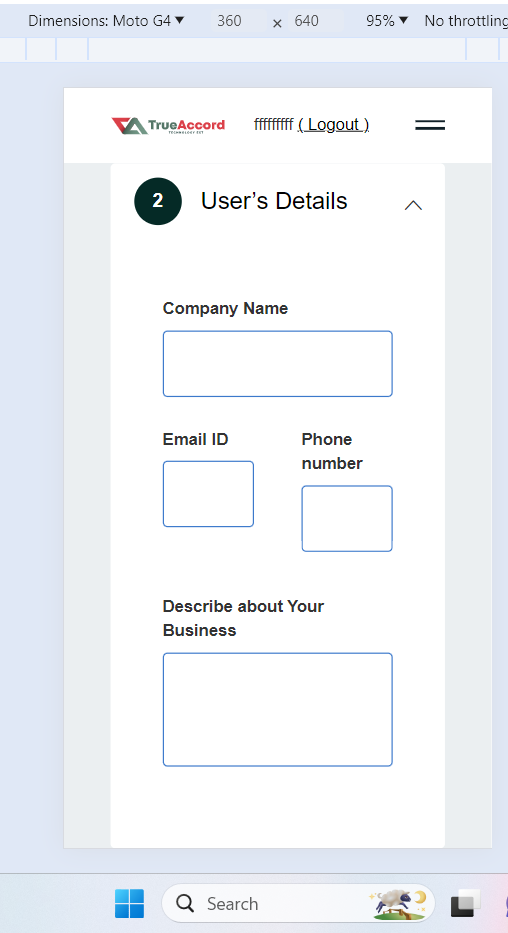 Dimensions: Moto G4 ▼ 360 × 640 95% ▼ No throttling
TrueAccord fffffffff ( Logout )
TECHNOLOGY EST
2 User’s Details
Company Name
Email ID
Phone
number
Describe about Your
Business
Search